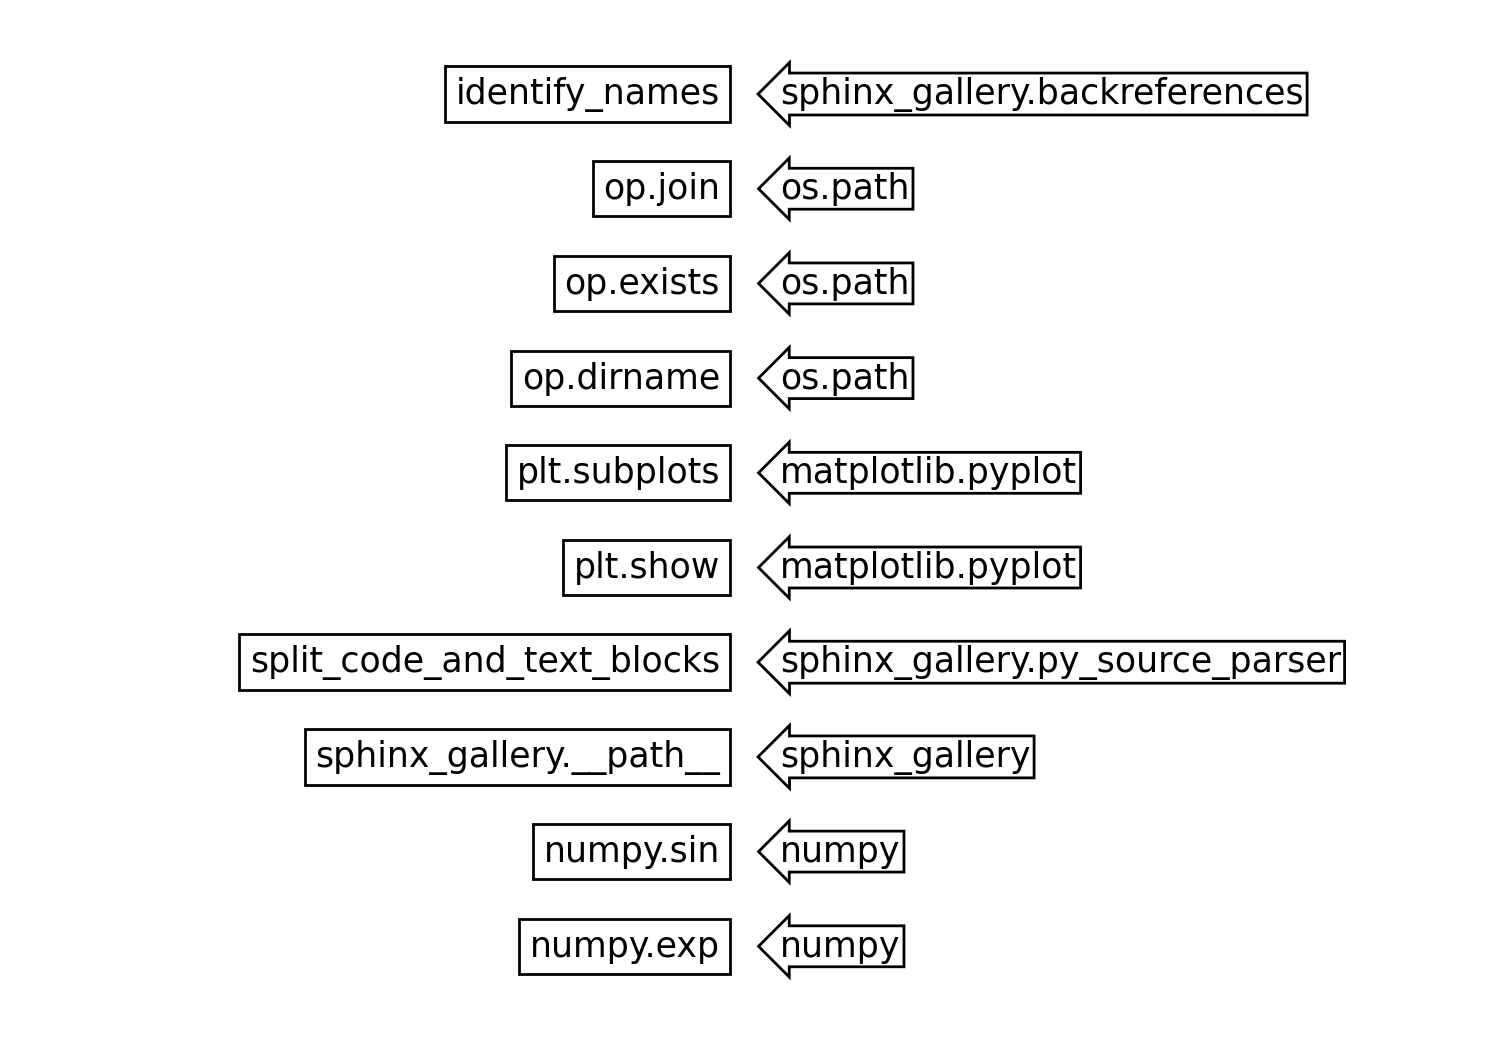 identify_names sphinx_gallery.backreferences
op.join os.path
op.exists os.path
op.dirname os.path
plt.subplots matplotlib.pyplot
plt.show matplotlib.pyplot
split_code_and_text_blocks sphinx_gallery.py_source_parser
sphinx_gallery.__path__ sphinx_gallery
numpy.sin numpy
numpy.exp numpy